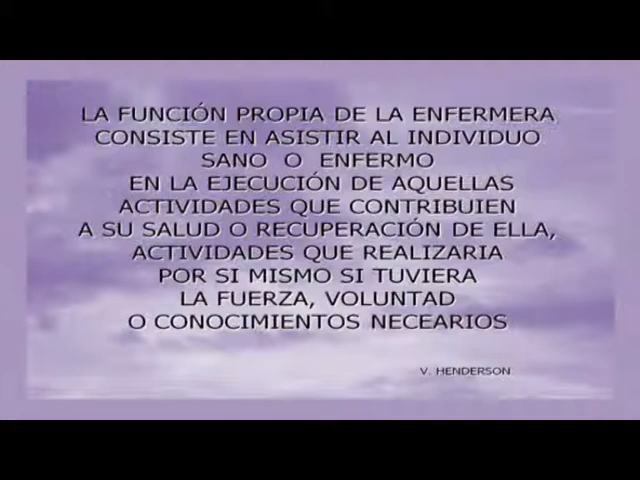 LA FUNCIÓN PROPIA DE LA ENFERMERA
CONSISTE EN ASISTIR AL INDIVIDUO
SANO O ENFERMO
EN LA EJECUCIÓN DE AQUELLAS
ACTIVIDADES QUE CONTRIBUIEN
A SU SALUD O RECUPERACIÓN DE ELLA,
ACTIVIDADES QUE REALIZARIA
POR SI MISMO SI TUVIERA
LA FUERZA, VOLUNTAD
O CONOCIMIENTOS NECEARIOS
V. HENDERSON